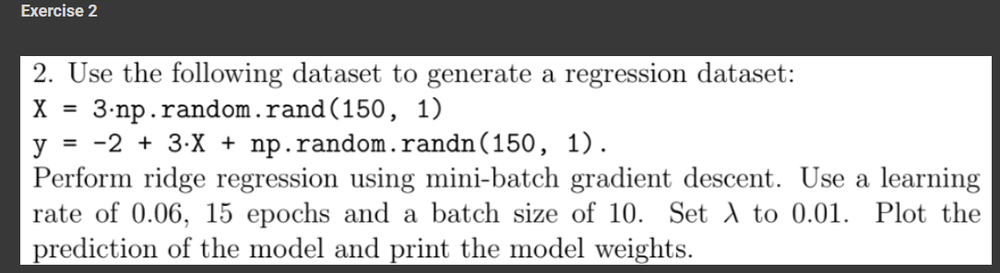 Exercise 2
2. Use the following dataset to generate a regression dataset:
X = 3·np.random.rand(150, 1)
y = -2 + 3·X + np.random.randn(150, 1).
Perform ridge regression using mini-batch gradient descent. Use a learning
rate of 0.06, 15 epochs and a batch size of 10. Set λ to 0.01. Plot the
prediction of the model and print the model weights.